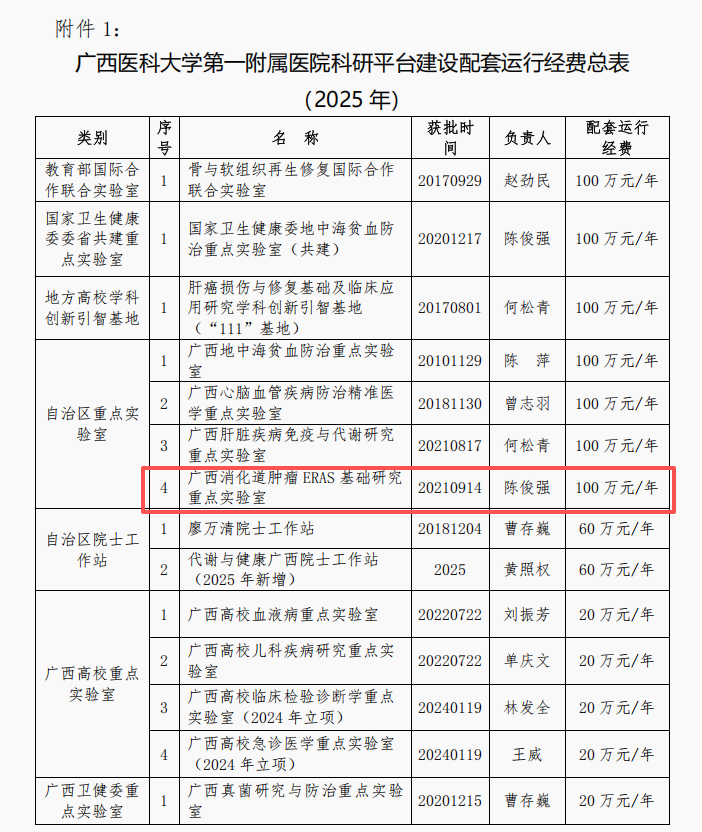 附件 1：
广西医科大学第一附属医院科研平台建设配套运行经费总表
（2025 年）
类别 序号 名 称 获批时间 负责人 配套运行经费
教育部国际合作联合实验室 1 骨与软组织再生修复国际合作联合实验室 20170929 赵劲民 100 万元/年
国家卫生健康委委省共建重点实验室 1 国家卫生健康委地中海贫血防治重点实验室（共建） 20201217 陈俊强 100 万元/年
地方高校学科创新引智基地 1 肝癌损伤与修复基础及临床应用研究学科创新引智基地（“111”基地） 20170801 何松青 100 万元/年
自治区重点实验室 1 广西地中海贫血防治重点实验室 20101129 陈 萍 100 万元/年
2 广西心脑血管疾病防治精准医学重点实验室 20181130 曾志羽 100 万元/年
3 广西肝脏疾病免疫与代谢研究重点实验室 20210817 何松青 100 万元/年
4 广西消化道肿瘤 ERAS 基础研究重点实验室 20210914 陈俊强 100 万元/年
自治区院士工作站 1 廖万清院士工作站 20181204 曹存巍 60 万元/年
2 代谢与健康广西院士工作站（2025 年新增） 2025 黄照权 60 万元/年
广西高校重点实验室 1 广西高校血液病重点实验室 20220722 刘振芳 20 万元/年
2 广西高校儿科疾病研究重点实验室 20220722 单庆文 20 万元/年
3 广西高校临床检验诊断学重点实验室（2024 年立项） 20240119 林发全 20 万元/年
4 广西高校急诊医学重点实验室（2024 年立项） 20240119 王威 20 万元/年
广西卫健委重点实验室 1 广西真菌研究与防治重点实验室 20201215 曹存巍 20 万元/年